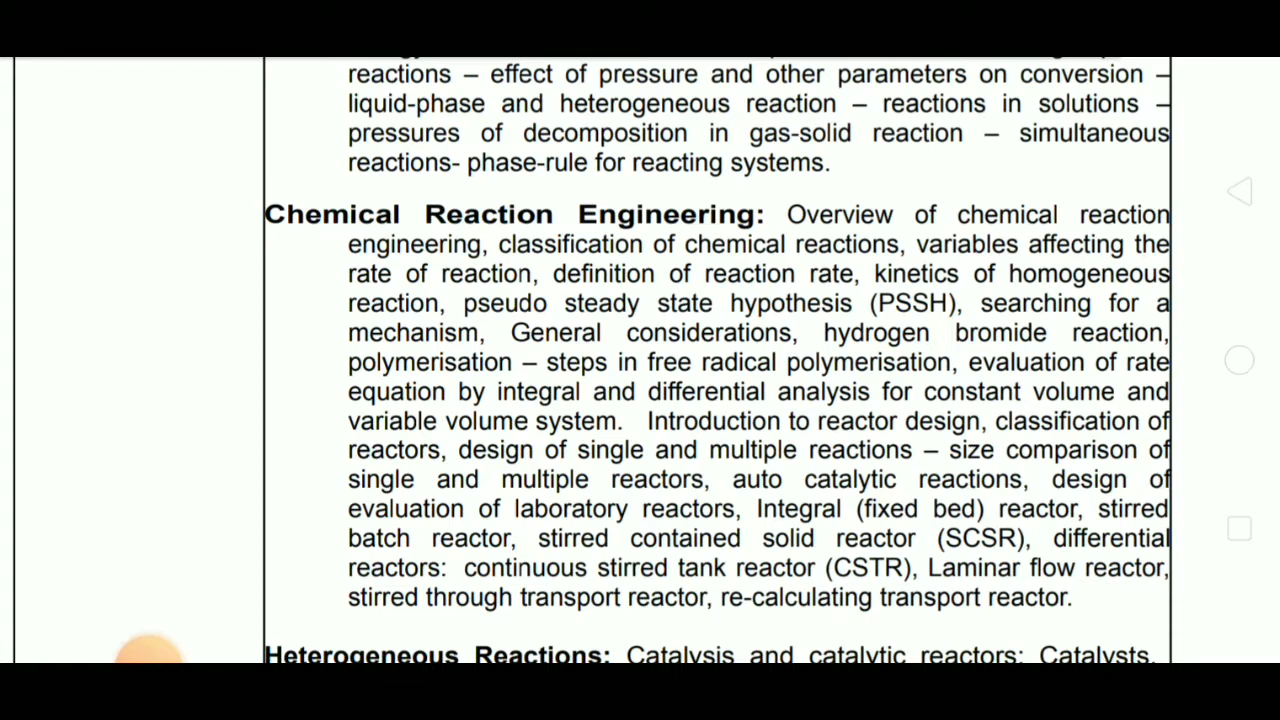 reactions – effect of pressure and other parameters on conversion –
liquid-phase and heterogeneous reaction – reactions in solutions –
pressures of decomposition in gas-solid reaction – simultaneous
reactions- phase-rule for reacting systems.
Chemical Reaction Engineering: Overview of chemical reaction
engineering, classification of chemical reactions, variables affecting the
rate of reaction, definition of reaction rate, kinetics of homogeneous
reaction, pseudo steady state hypothesis (PSSH), searching for a
mechanism, General considerations, hydrogen bromide reaction,
polymerisation – steps in free radical polymerisation, evaluation of rate
equation by integral and differential analysis for constant volume and
variable volume system. Introduction to reactor design, classification of
reactors, design of single and multiple reactions – size comparison of
single and multiple reactors, auto catalytic reactions, design of
evaluation of laboratory reactors, Integral (fixed bed) reactor, stirred
batch reactor, stirred contained solid reactor (SCSR), differential
reactors: continuous stirred tank reactor (CSTR), Laminar flow reactor,
stirred through transport reactor, re-calculating transport reactor.
Heterogeneous Reactions: Catalysis and catalytic reactors: Catalysts,